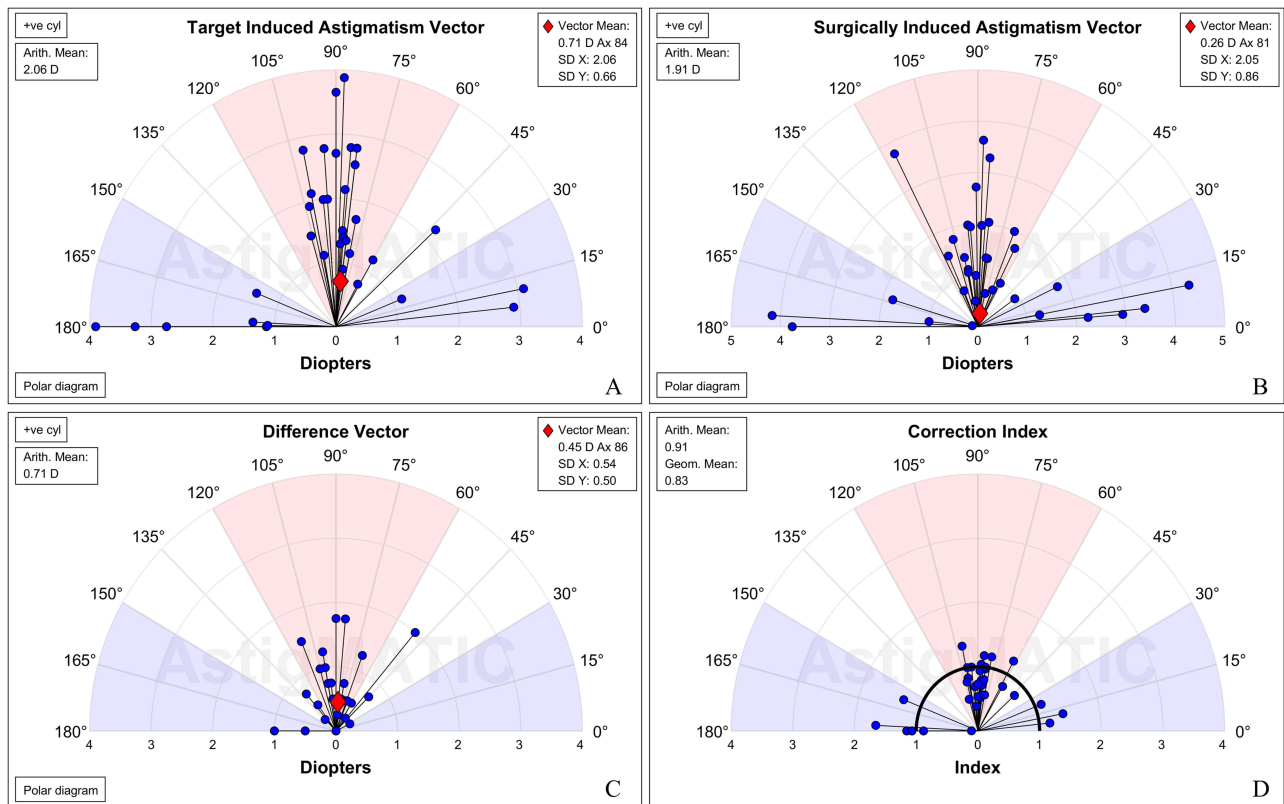 +ve cyl
Arith. Mean:
2.06 D
Target Induced Astigmatism Vector
Vector Mean:
0.71 D Ax 84
SD X: 2.06
SD Y: 0.66
90°
105°
75°
120°
60°
135°
45°
150°
30°
165°
15°
180°
0°
AstigMATIC
4 3 2 1 0 1 2 3 4
Diopters
Polar diagram
A
+ve cyl
Arith. Mean:
1.91 D
Surgically Induced Astigmatism Vector
Vector Mean:
0.26 D Ax 81
SD X: 2.05
SD Y: 0.86
90°
105°
75°
120°
60°
135°
45°
150°
30°
165°
15°
180°
0°
AstigMATIC
5 4 3 2 1 0 1 2 3 4 5
Diopters
Polar diagram
B
+ve cyl
Arith. Mean:
0.71 D
Difference Vector
Vector Mean:
0.45 D Ax 86
SD X: 0.54
SD Y: 0.50
90°
105°
75°
120°
60°
135°
45°
150°
30°
165°
15°
180°
0°
AstigMATIC
4 3 2 1 0 1 2 3 4
Diopters
Polar diagram
C
Arith. Mean:
0.91
Geom. Mean:
0.83
Correction Index
90°
105°
75°
120°
60°
135°
45°
150°
30°
165°
15°
180°
0°
AstigMATIC
4 3 2 1 0 1 2 3 4
Index
D